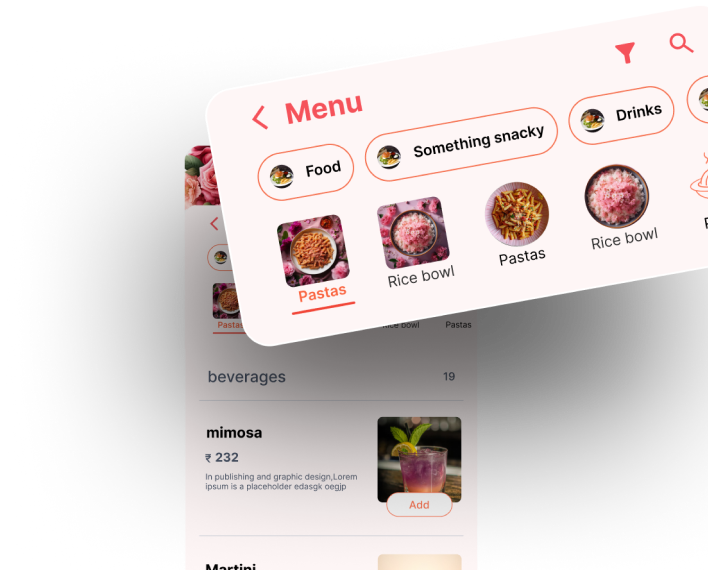 Menu
Food
Something snacky
Drinks
Pastas
Rice bowl
Pastas
Rice bowl
Pastas
Rice bowl
Pastas
beverages
19
mimosa
₹ 232
In publishing and graphic design,Lorem
ipsum is a placeholder edasgk oegjp
Add
Martini